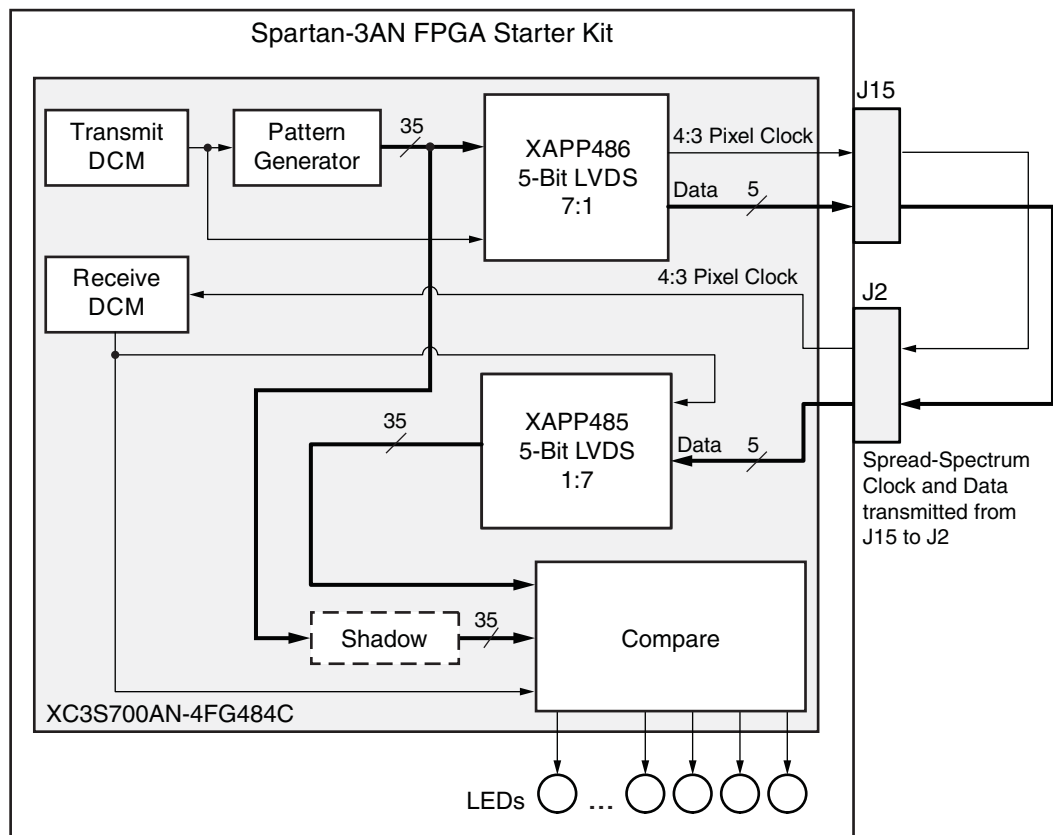 Spartan-3AN FPGA Starter Kit
J15
Transmit
DCM
Pattern
Generator
35
XAPP486
5-Bit LVDS
7:1
4:3 Pixel Clock
Data
5
Receive
DCM
4:3 Pixel Clock
J2
35
XAPP485
5-Bit LVDS
1:7
Data
5
Spread-Spectrum
Clock and Data
transmitted from
J15 to J2
Shadow
35
Compare
XC3S700AN-4FG484C
LEDs
...